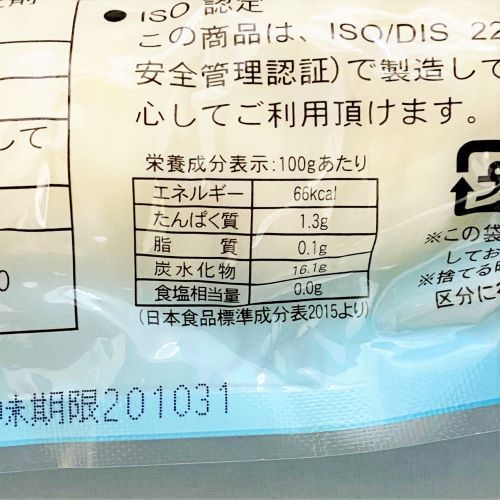 ● ISO 認定
この商品は、ISO/DIS 22
安全管理認証)で製造して
心してご利用頂けます。
して
栄養成分表示:100gあたり
エネルギー 66kcal
たんぱく質 1.3g
脂 質 0.1g
炭水化物 16.1g
食塩相当量 0.0g
(日本食品標準成分表2015より)
0
プ
※この袋
してお
※捨てる時
区分に
味期限201031